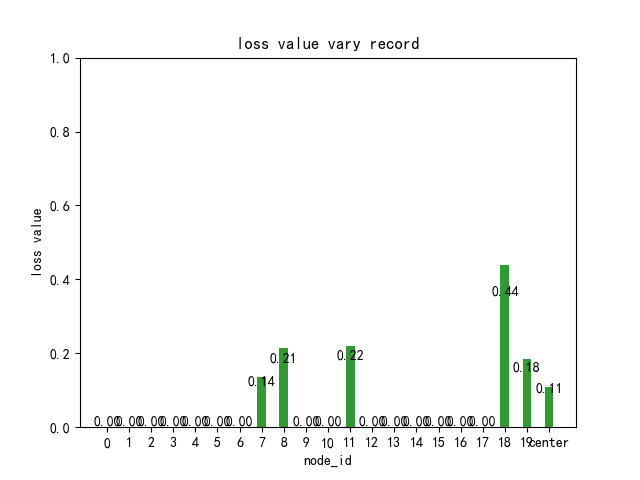 loss value vary record
loss value
1.0
0.8
0.6
0.4
0.2
0.0
0.00 0.00 0.00 0.00 0.00 0.00 0.00 0.14 0.21 0.00 0.00 0.22 0.00 0.00 0.00 0.00 0.00 0.00 0.44 0.18 0.11
0 1 2 3 4 5 6 7 8 9 10 11 12 13 14 15 16 17 18 19 center
node_id